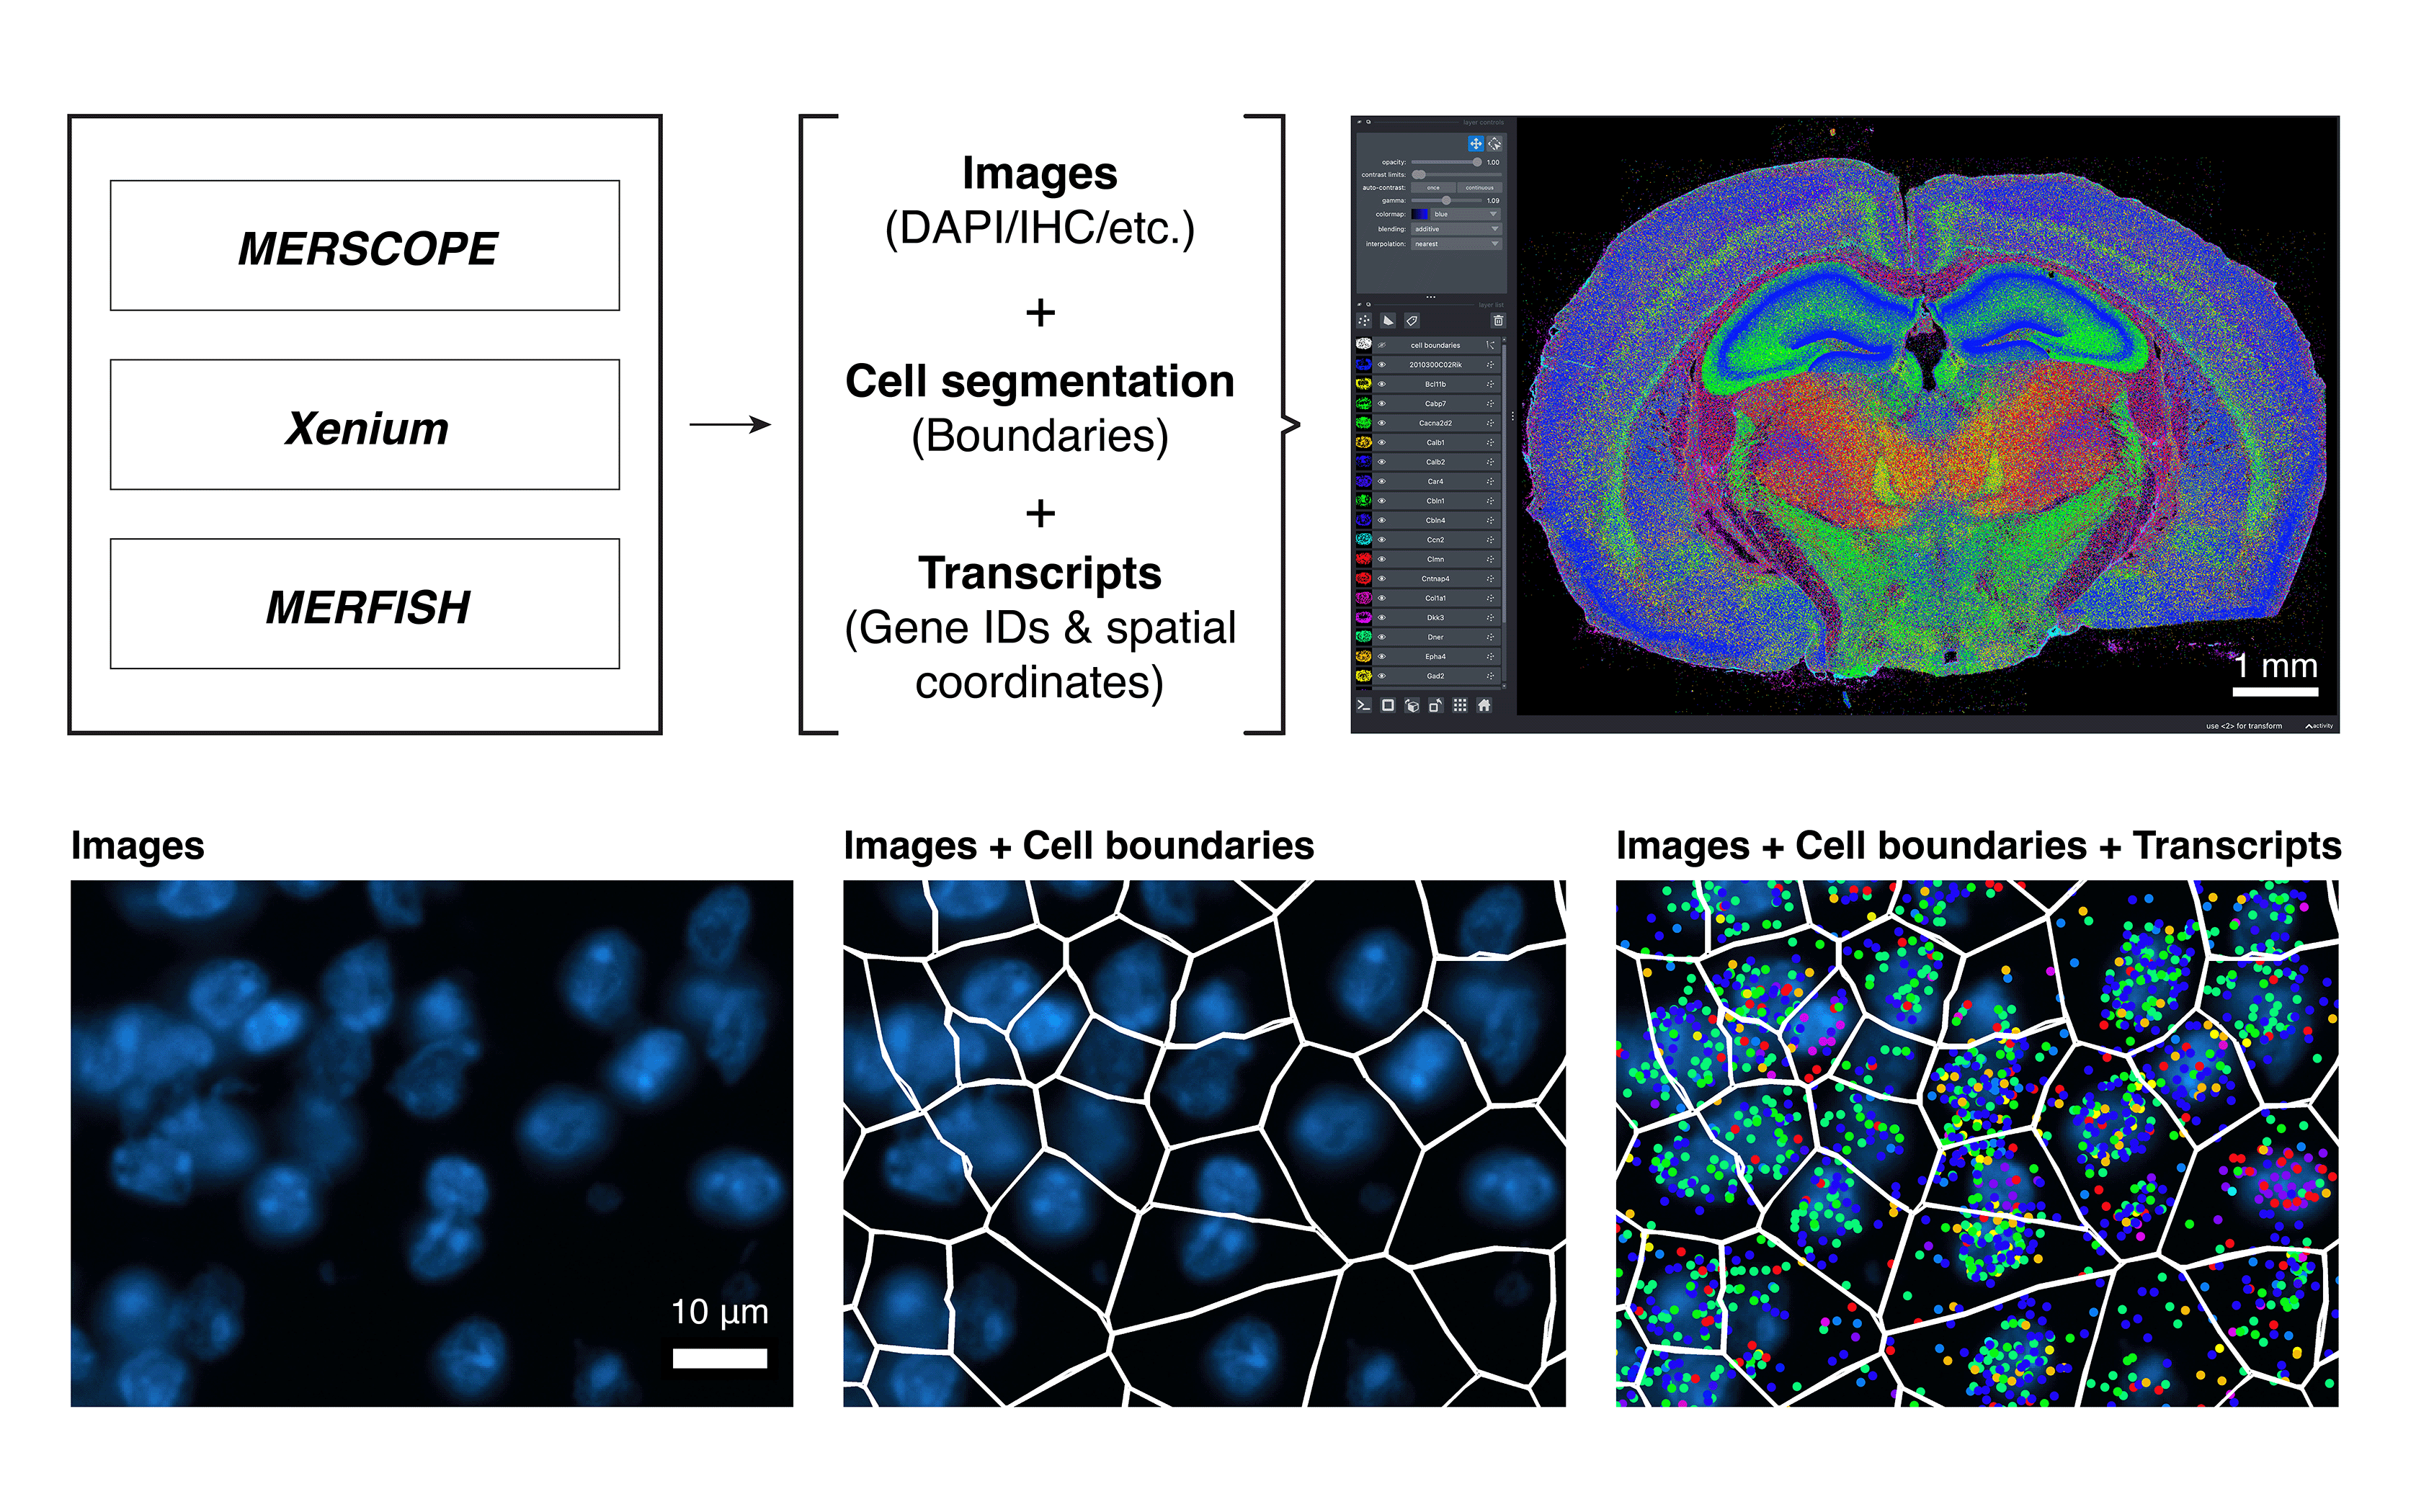 MERSCOPE
Xenium
MERFISH
Images
(DAPI/IHC/etc.)
+
Cell segmentation
(Boundaries)
+
Transcripts
(Gene IDs & spatial
coordinates)
layer controls
opacity: 1.00
contrast limits:
auto-contrast: once continuous
gamma: 1.09
colormap: blue
blending: additive
interpolation: nearest
layer list
cell boundaries
2010300C02Rik
Bcl11b
Cabp7
Cacna2d2
Calb1
Calb2
Car4
Cbln1
Cbln4
Ccn2
Clmn
Cntnap4
Col1a1
Dkk3
Dner
Epha4
Gad2
1 mm
use <2> for transform activity
Images
10 µm
Images + Cell boundaries
Images + Cell boundaries + Transcripts